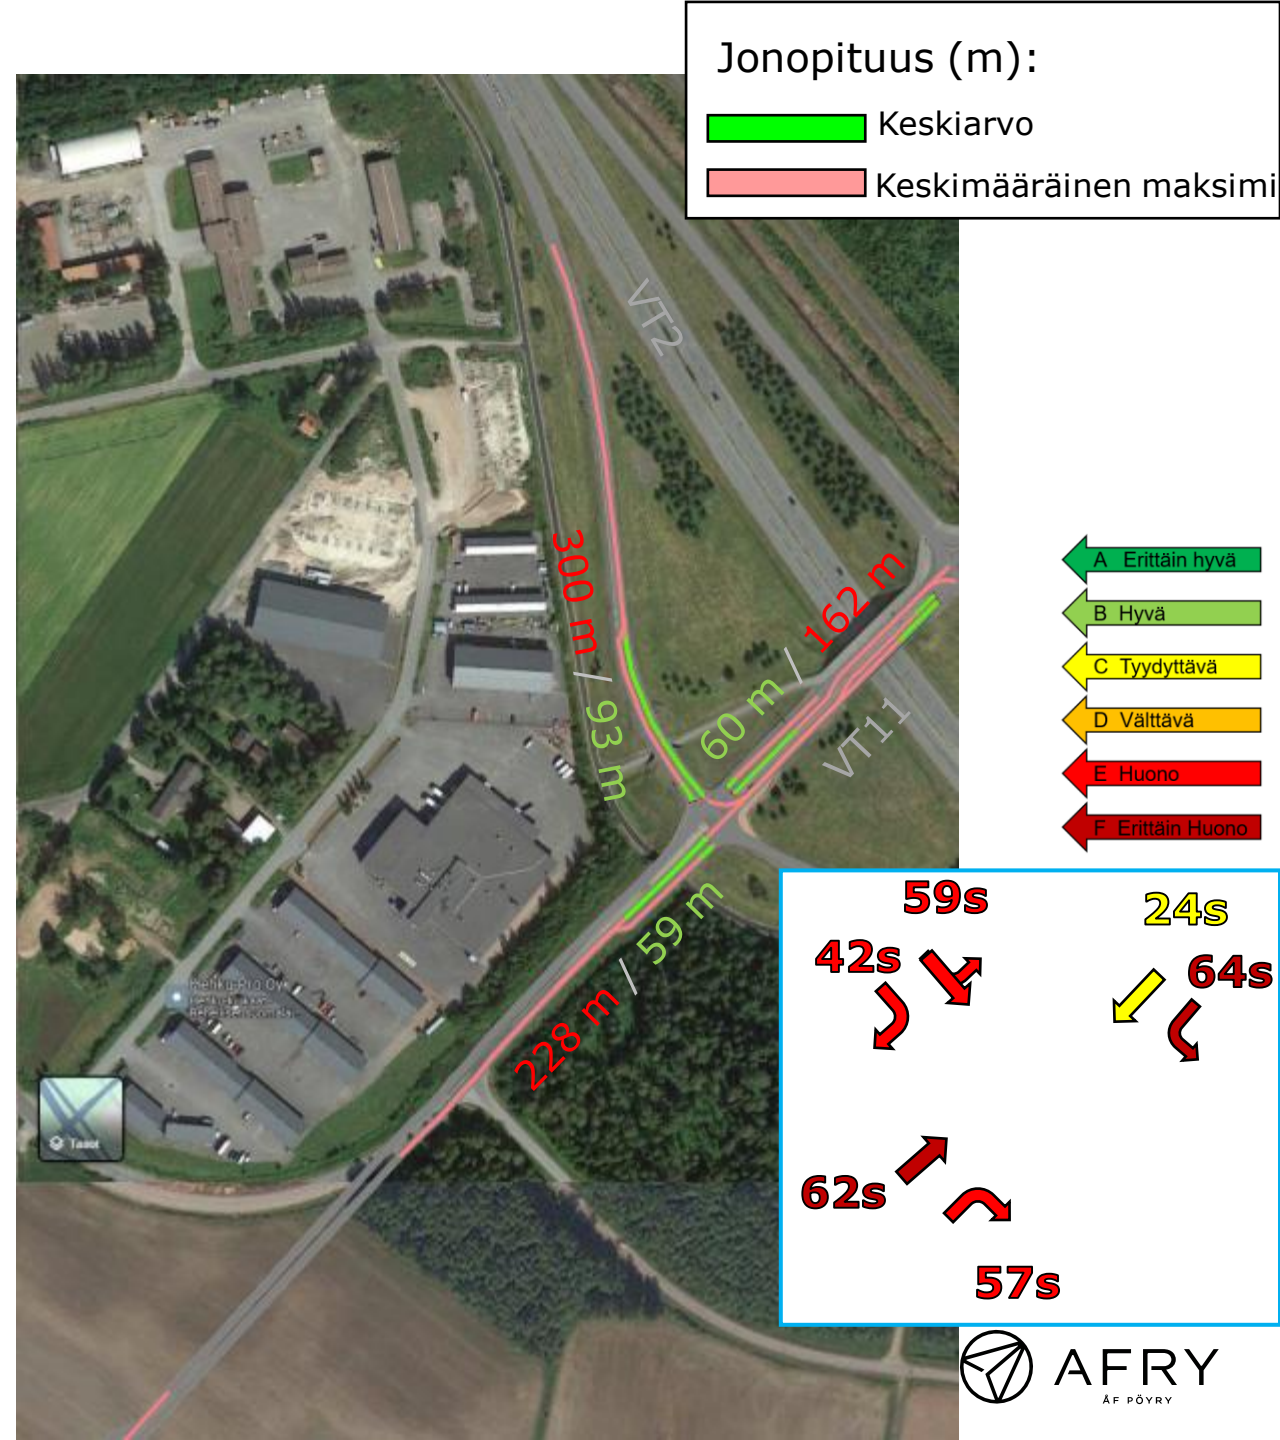 Jonopituus (m):
Keskiarvo
Keskimääräinen maksimi
VT2
300 m / 93 m
60 m / 162 m
VT11
228 m / 59 m
A Erittäin hyvä
B Hyvä
C Tyydyttävä
D Välttävä
E Huono
F Erittäin Huono
59s
24s
42s
64s
62s
57s
Tasot
AFRY
ÅF PÖYRY